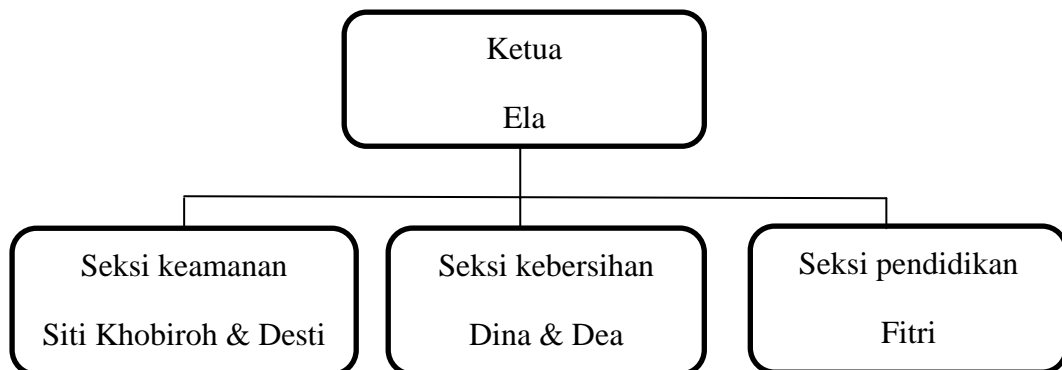 Ketua
Ela
Seksi keamanan
Siti Khobiroh & Desti
Seksi kebersihan
Dina & Dea
Seksi pendidikan
Fitri